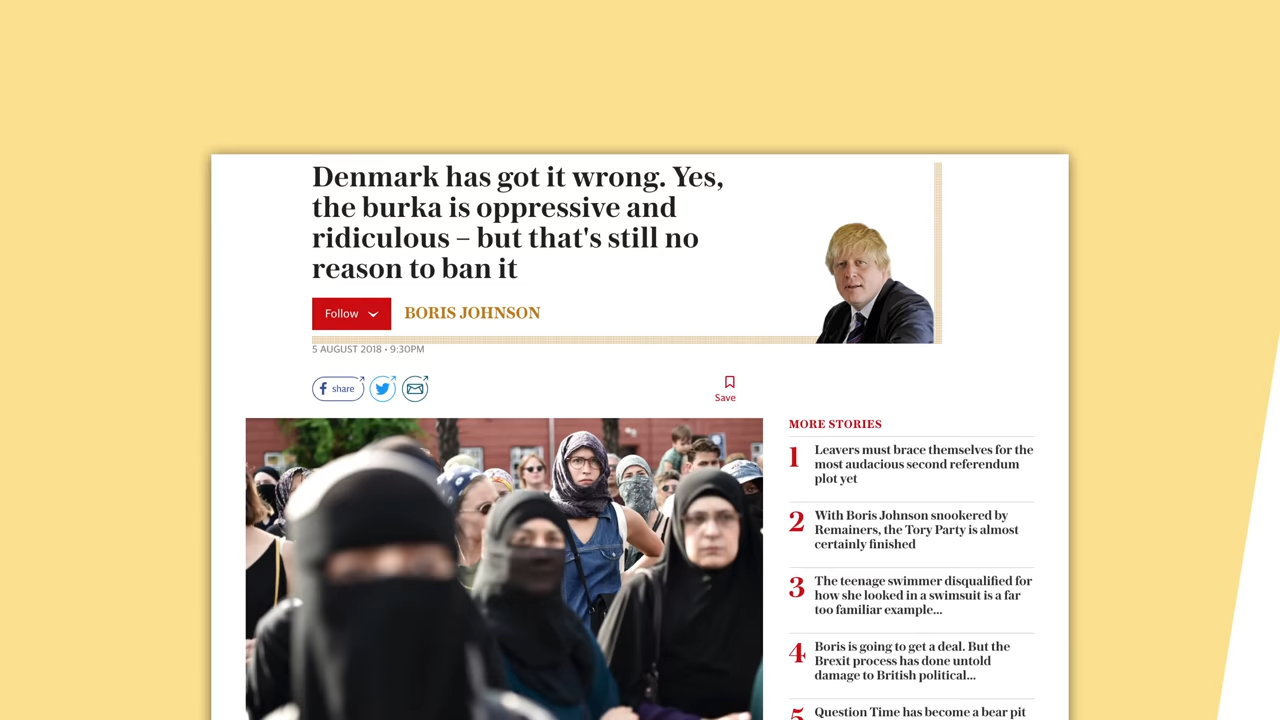 Denmark has got it wrong. Yes,
the burka is oppressive and
ridiculous – but that's still no
reason to ban it
Follow
BORIS JOHNSON
5 AUGUST 2018 • 9:30PM
share
Save
MORE STORIES
1
Leavers must brace themselves for the
most audacious second referendum
plot yet
2
With Boris Johnson snookered by
Remainers, the Tory Party is almost
certainly finished
3
The teenage swimmer disqualified for
how she looked in a swimsuit is a far
too familiar example...
4
Boris is going to get a deal. But the
Brexit process has done untold
damage to British political...
5
Question Time has become a bear pit